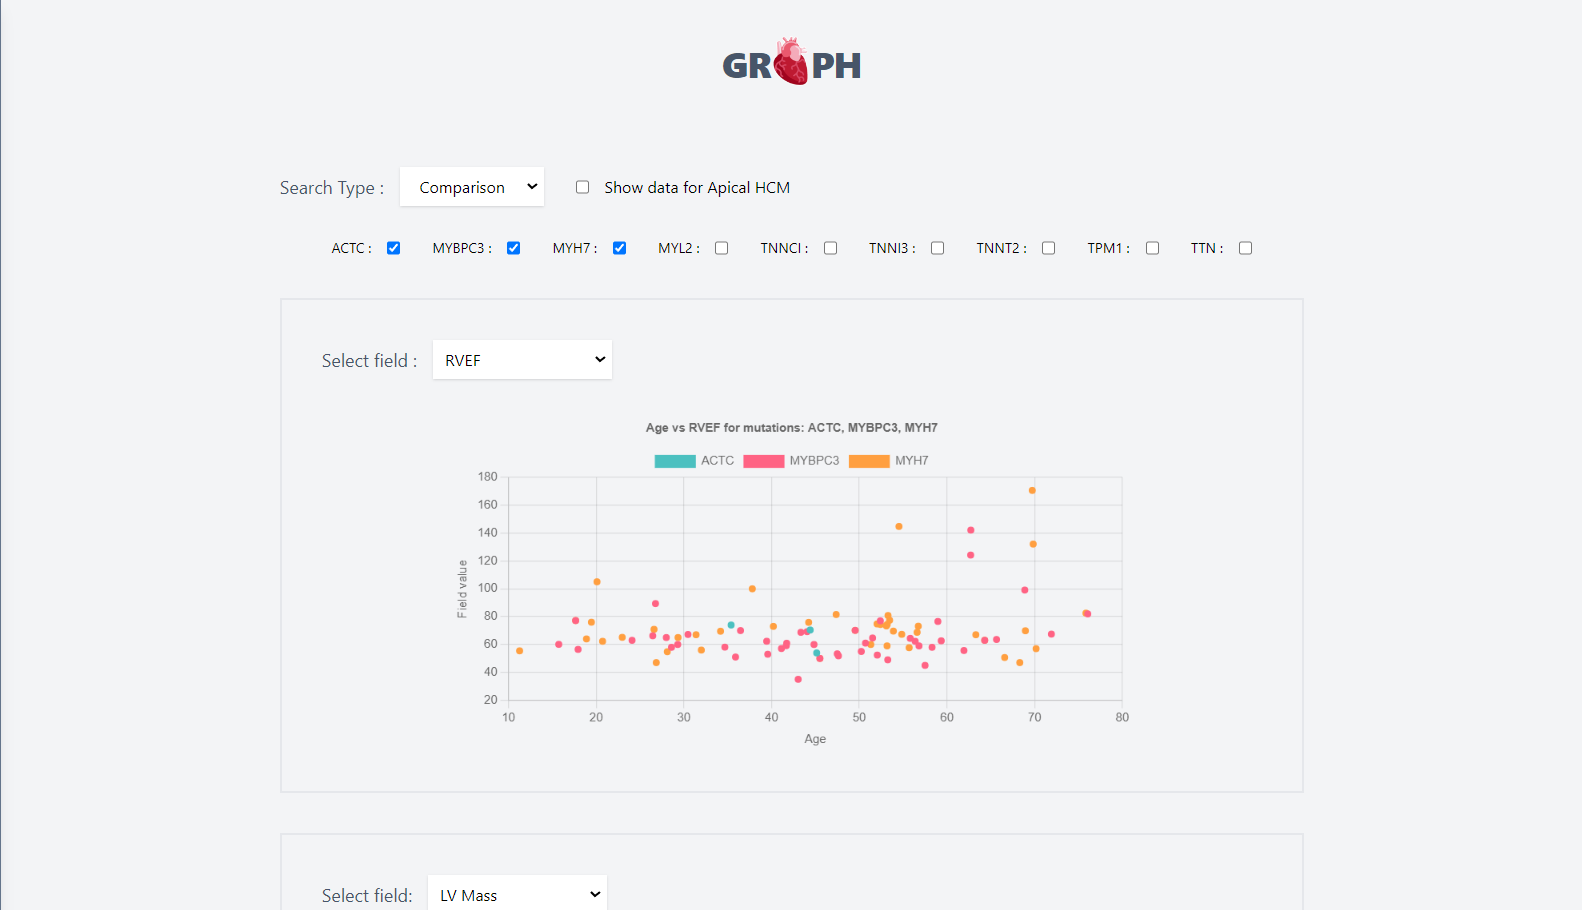 GR PH
Search Type : Comparison Show data for Apical HCM
ACTC : MYBPC3 : MYH7 : MYL2 : TNNCI : TNNI3 : TNNT2 : TPM1 : TTN :
Select field : RVEF
Age vs RVEF for mutations: ACTC, MYBPC3, MYH7
ACTC MYBPC3 MYH7
180
160
140
120
100
80
60
40
20
Field value
10 20 30 40 50 60 70 80
Age
Select field: LV Mass